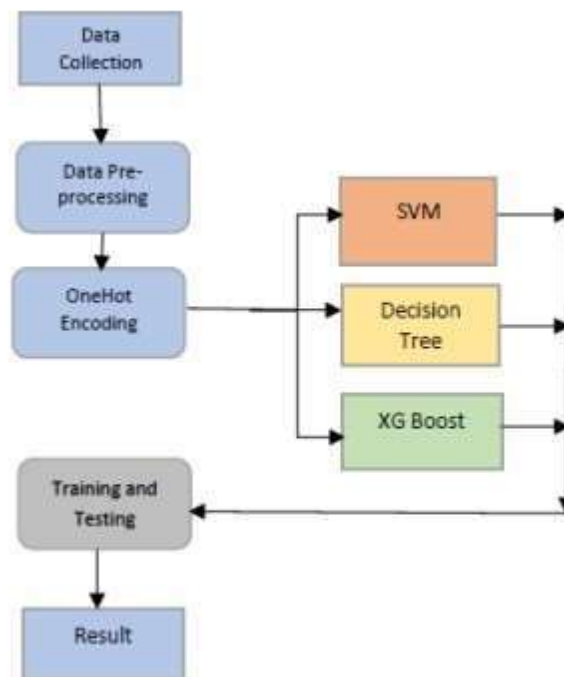 Data
Collection
Data Pre-
processing
OneHot
Encoding
SVM
Decision
Tree
XG Boost
Training and
Testing
Result